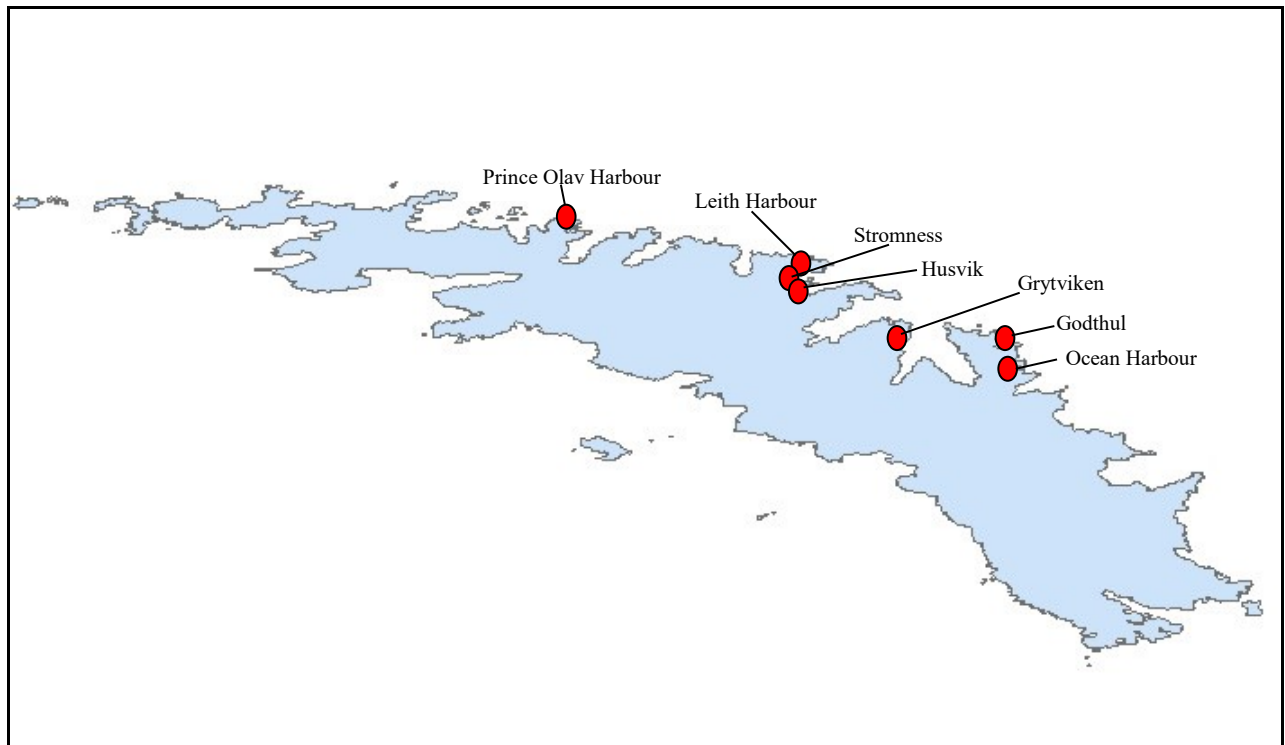 Prince Olav Harbour
Leith Harbour
Stromness
Husvik
Grytviken
Godthul
Ocean Harbour